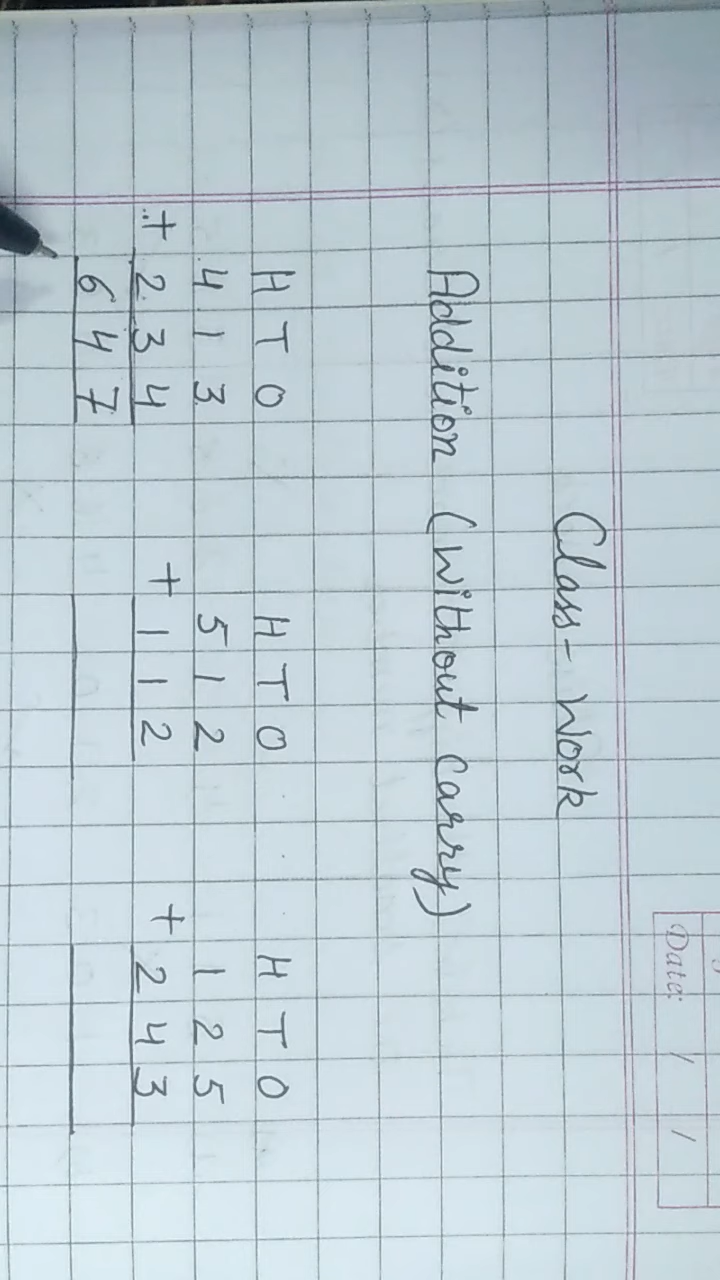 Date: / /
Class-Work
Addition (without carry)
H T O H T O H T O
4 1 3 5 1 2 1 2 5
+ 2 3 4 + 1 1 2 + 2 4 3
6 4 7